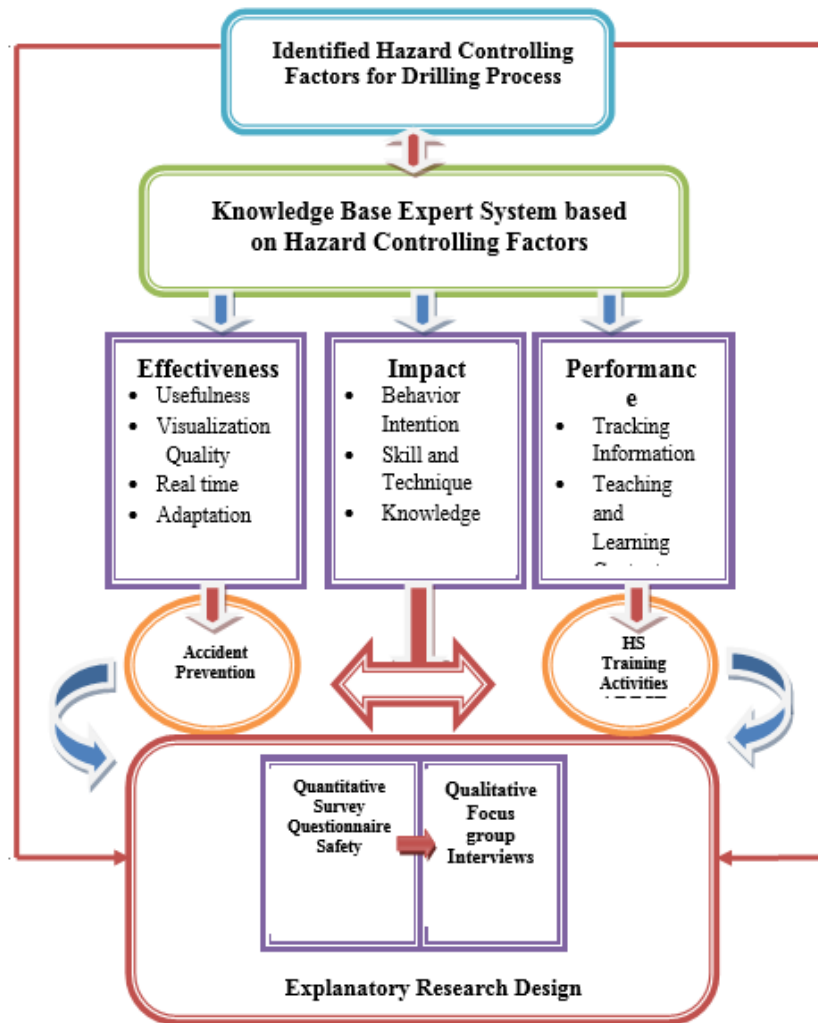 Identified Hazard Controlling
Factors for Drilling Process
Knowledge Base Expert System based
on Hazard Controlling Factors
Effectiveness
• Usefulness
• Visualization
Quality
• Real time
• Adaptation
Impact
• Behavior
Intention
• Skill and
Technique
• Knowledge
Performanc
e
• Tracking
Information
• Teaching
and
Learning
Accident
Prevention
HS
Training
Activities
Quantitative
Survey
Questionnaire
Safety
Qualitative
Focus
group
Interviews
Explanatory Research Design